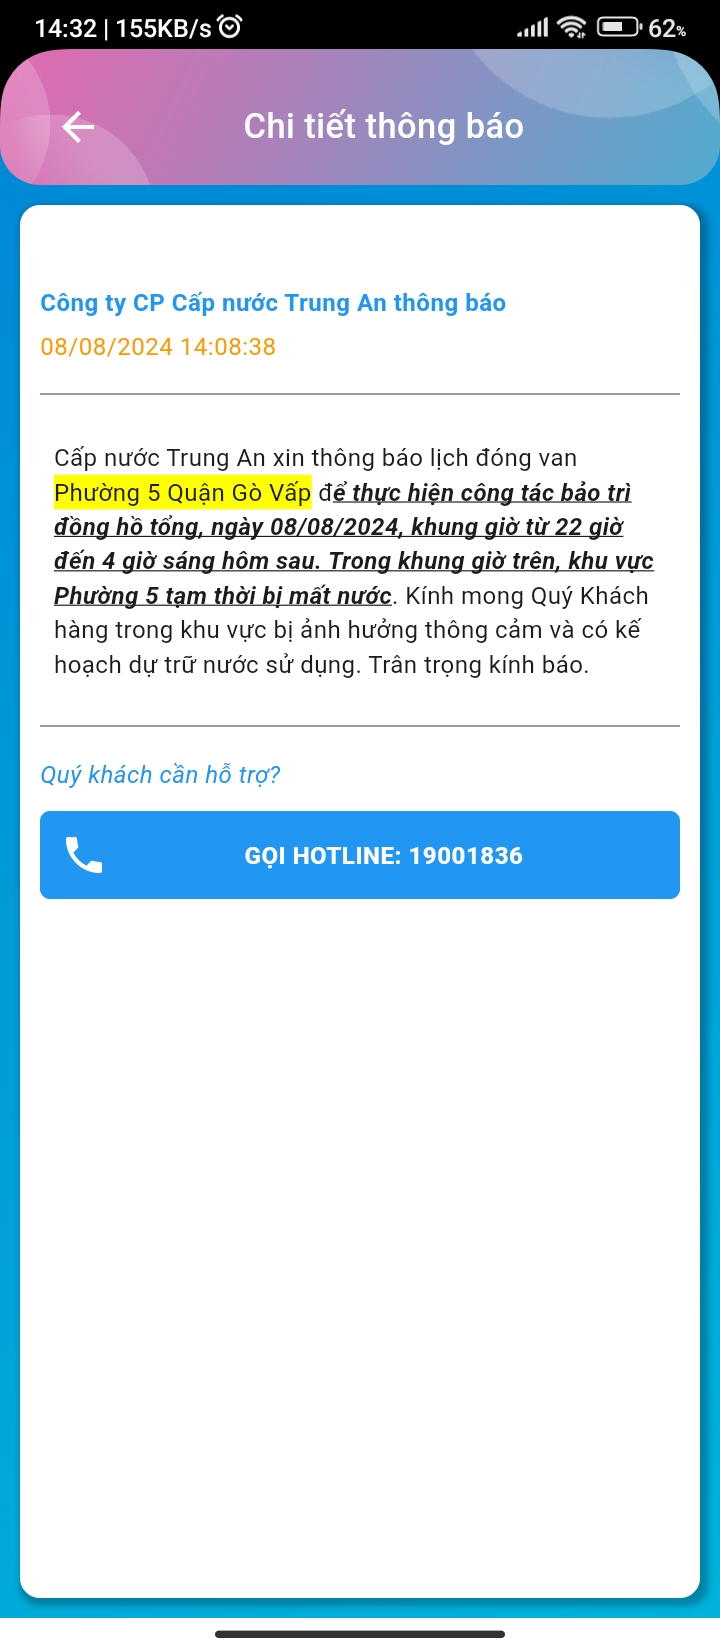 14:32 | 155KB/s
62%
Chi tiết thông báo
Công ty CP Cấp nước Trung An thông báo
08/08/2024 14:08:38
Cấp nước Trung An xin thông báo lịch đóng van
Phường 5 Quận Gò Vấp để thực hiện công tác bảo trì
đồng hồ tổng, ngày 08/08/2024, khung giờ từ 22 giờ
đến 4 giờ sáng hôm sau. Trong khung giờ trên, khu vực
Phường 5 tạm thời bị mất nước. Kính mong Quý Khách
hàng trong khu vực bị ảnh hưởng thông cảm và có kế
hoạch dự trữ nước sử dụng. Trân trọng kính báo.
Quý khách cần hỗ trợ?
GỌI HOTLINE: 19001836